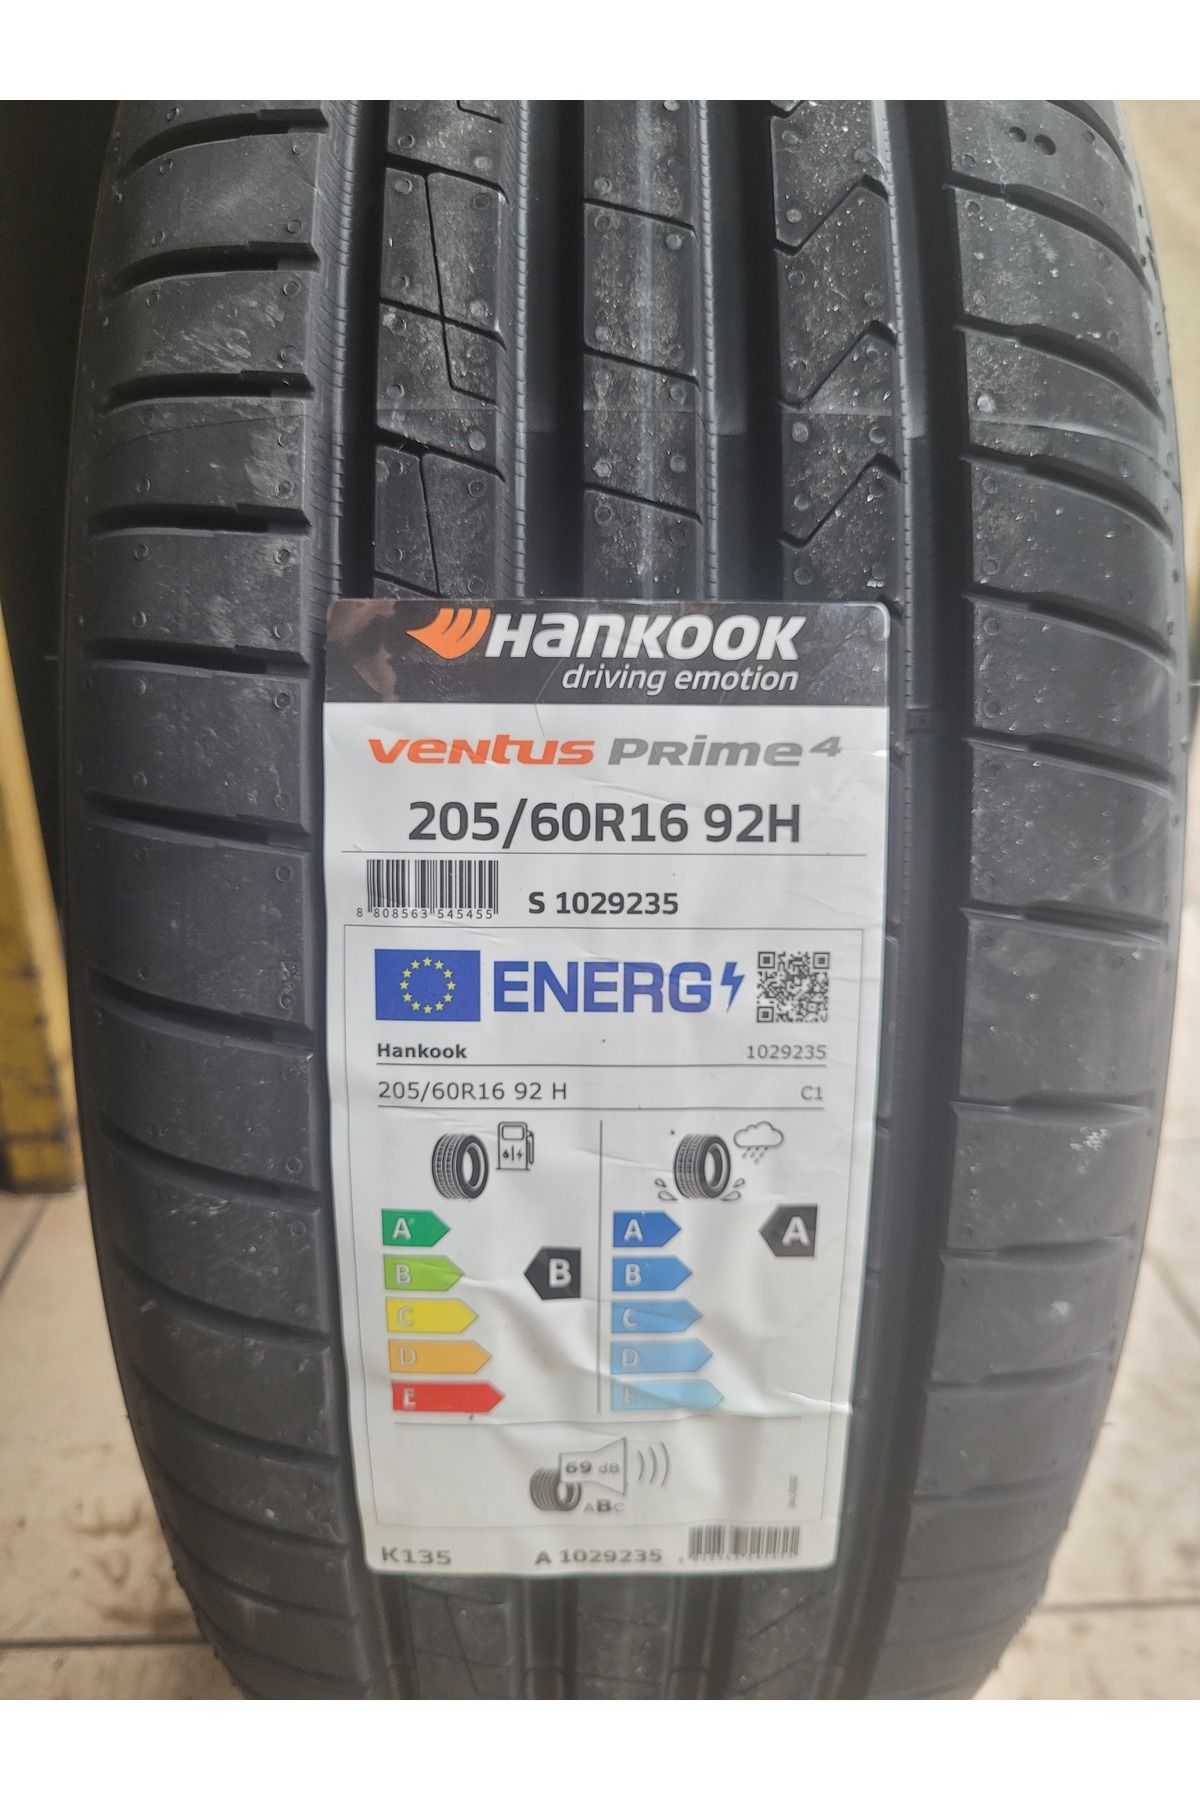 Hankook
driving emotion
Ventus Prime4
205/60R16 92H
8 808563 545455
S 1029235
ENERG
Hankook 1029235
205/60R16 92 H C1
A A A
B B B
C C
D D
E E
69 dB
ABC
K135 A 1029235